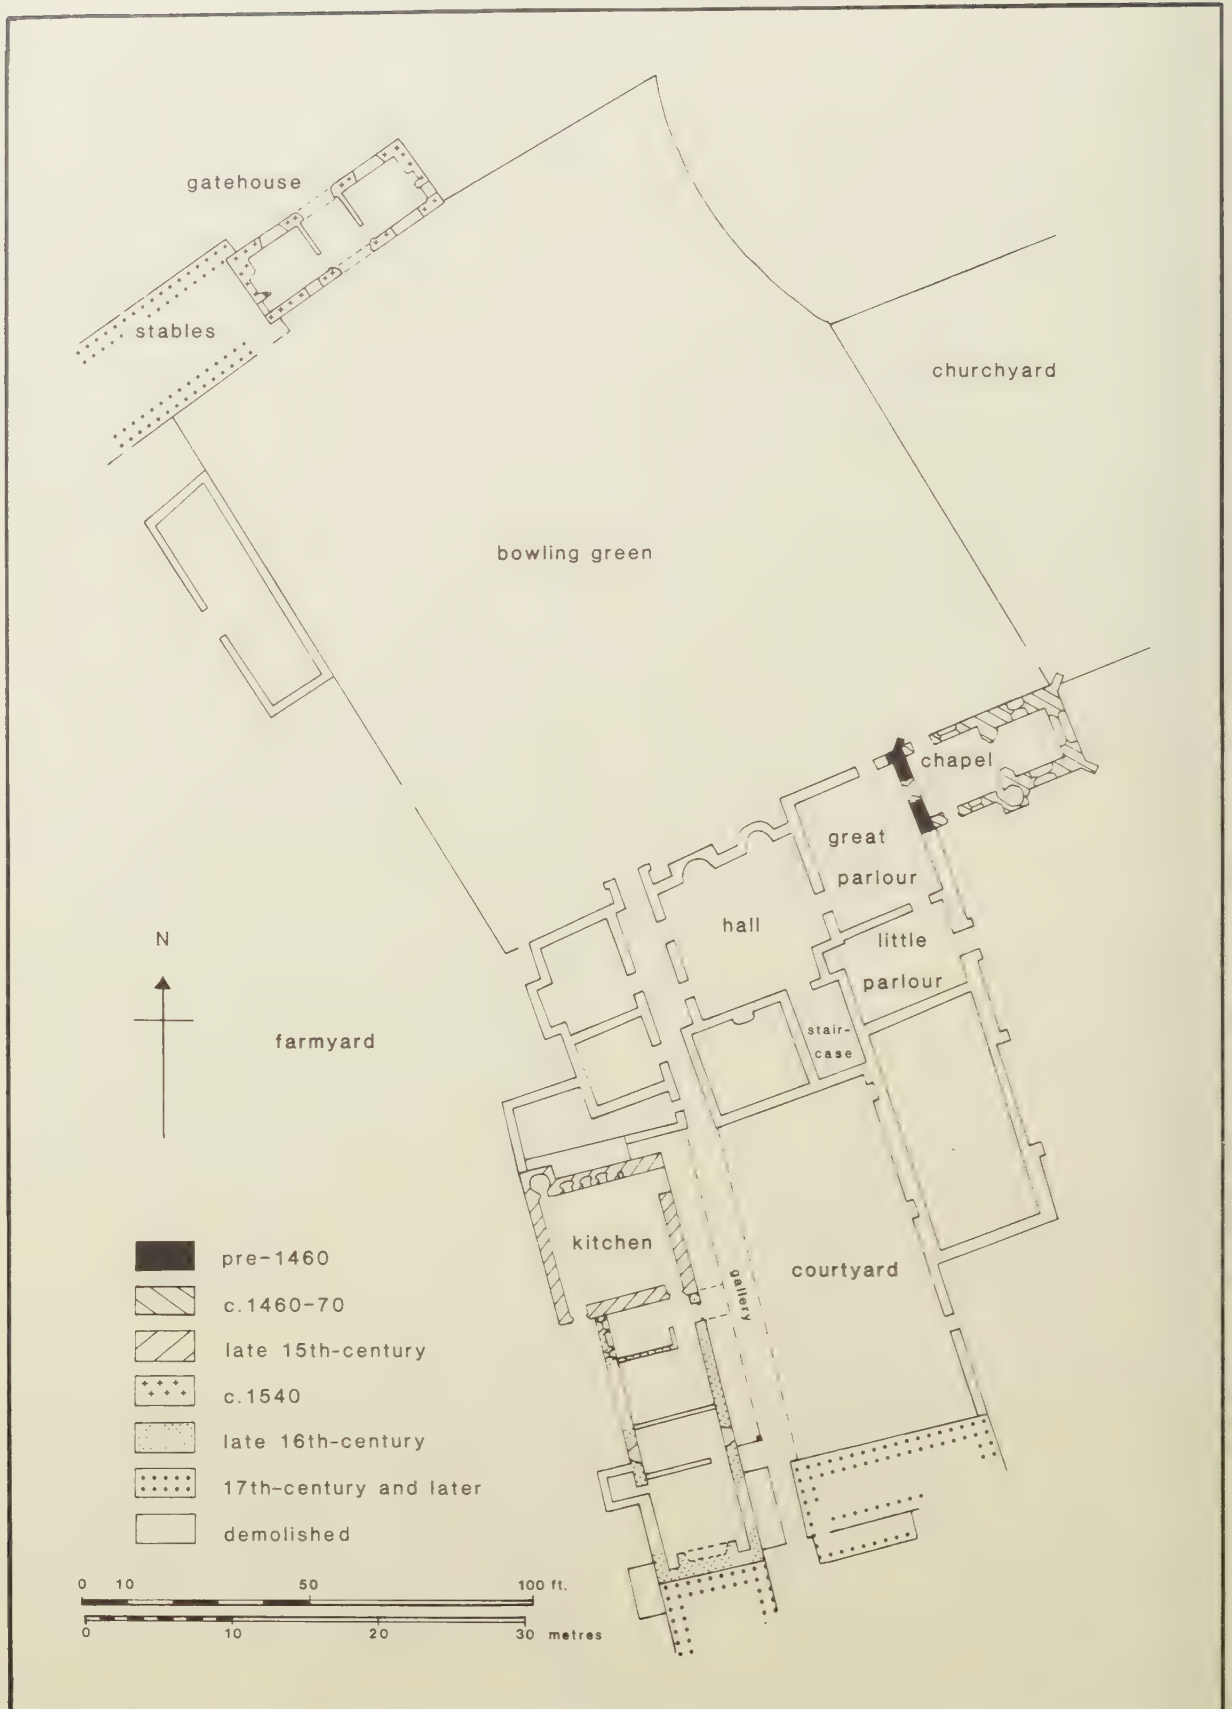 gatehouse
stables
churchyard
bowling green
chapel
great
parlour
hall
little
parlour
N
stair-
case
farmyard
kitchen
gallery
courtyard
pre-1460
c.1460-70
late 15th-century
c.1540
late 16th-century
17th-century and later
demolished
0 10 50 100 ft.
0 10 20 30 metres